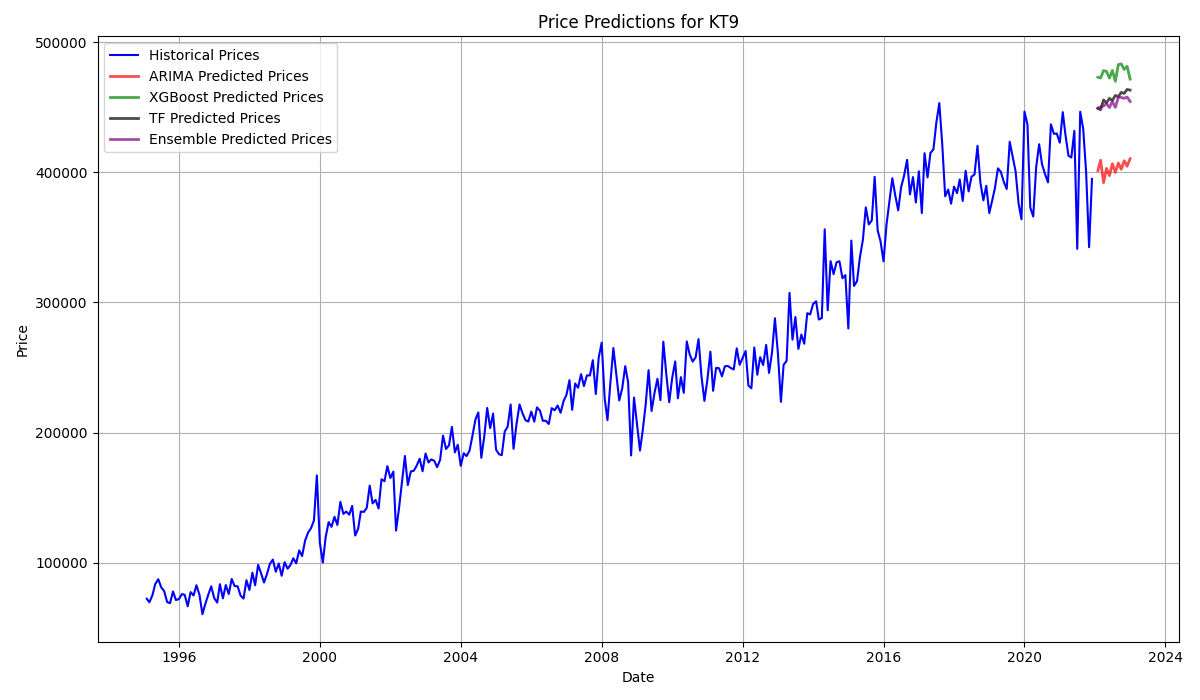 Price Predictions for KT9
Historical Prices
ARIMA Predicted Prices
XGBoost Predicted Prices
TF Predicted Prices
Ensemble Predicted Prices
500000
400000
300000
200000
100000
Price
1996
2000
2004
2008
2012
2016
2020
2024
Date